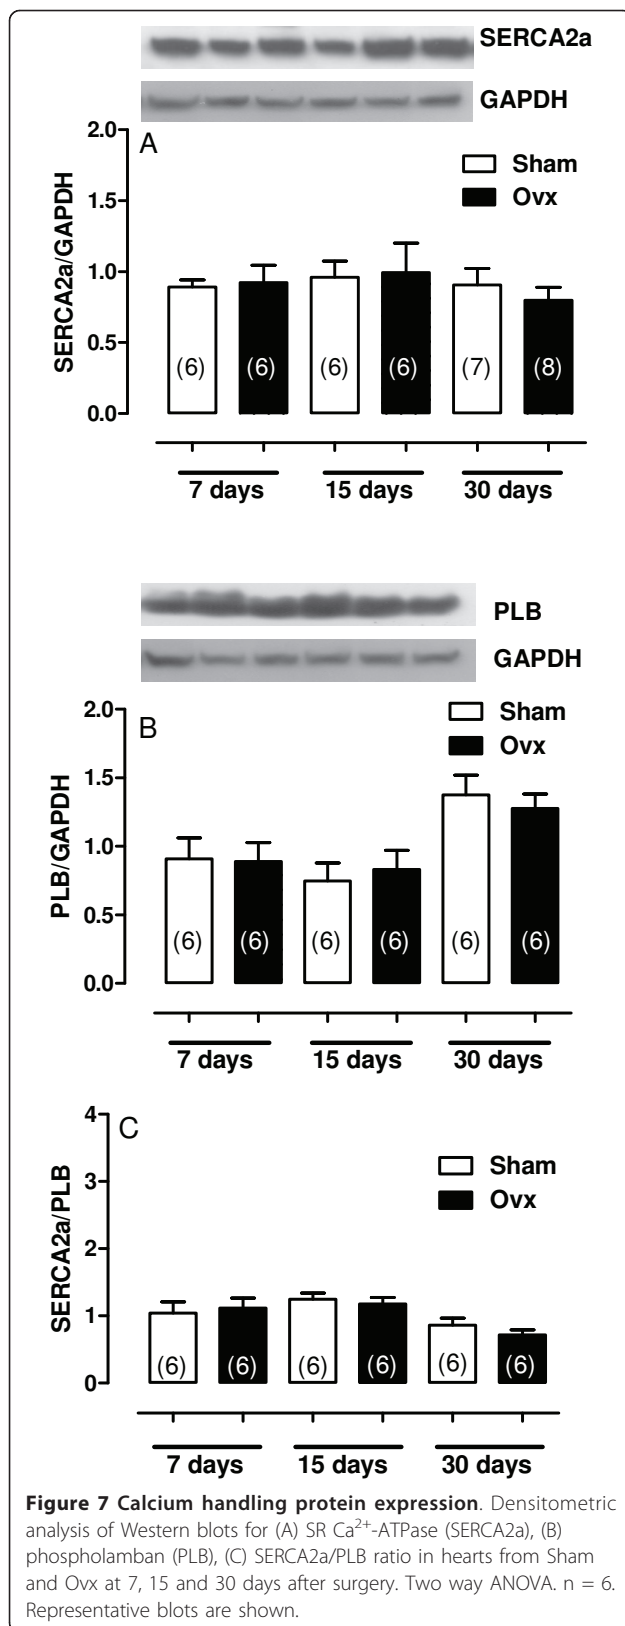 SERCA2a
GAPDH
A
Sham
Ovx
SERCA2a/GAPDH
2.0
1.5
1.0
0.5
0.0
(6) (6) (6) (6) (7) (8)
7 days 15 days 30 days
PLB
GAPDH
B
Sham
Ovx
PLB/GAPDH
2.0
1.5
1.0
0.5
0.0
(6) (6) (6) (6) (6) (6)
7 days 15 days 30 days
C
Sham
Ovx
SERCA2a/PLB
4
3
2
1
0
(6) (6) (6) (6) (6) (6)
7 days 15 days 30 days
Figure 7 Calcium handling protein expression. Densitometric
analysis of Western blots for (A) SR Ca²⁺-ATPase (SERCA2a), (B)
phospholamban (PLB), (C) SERCA2a/PLB ratio in hearts from Sham
and Ovx at 7, 15 and 30 days after surgery. Two way ANOVA. n = 6.
Representative blots are shown.